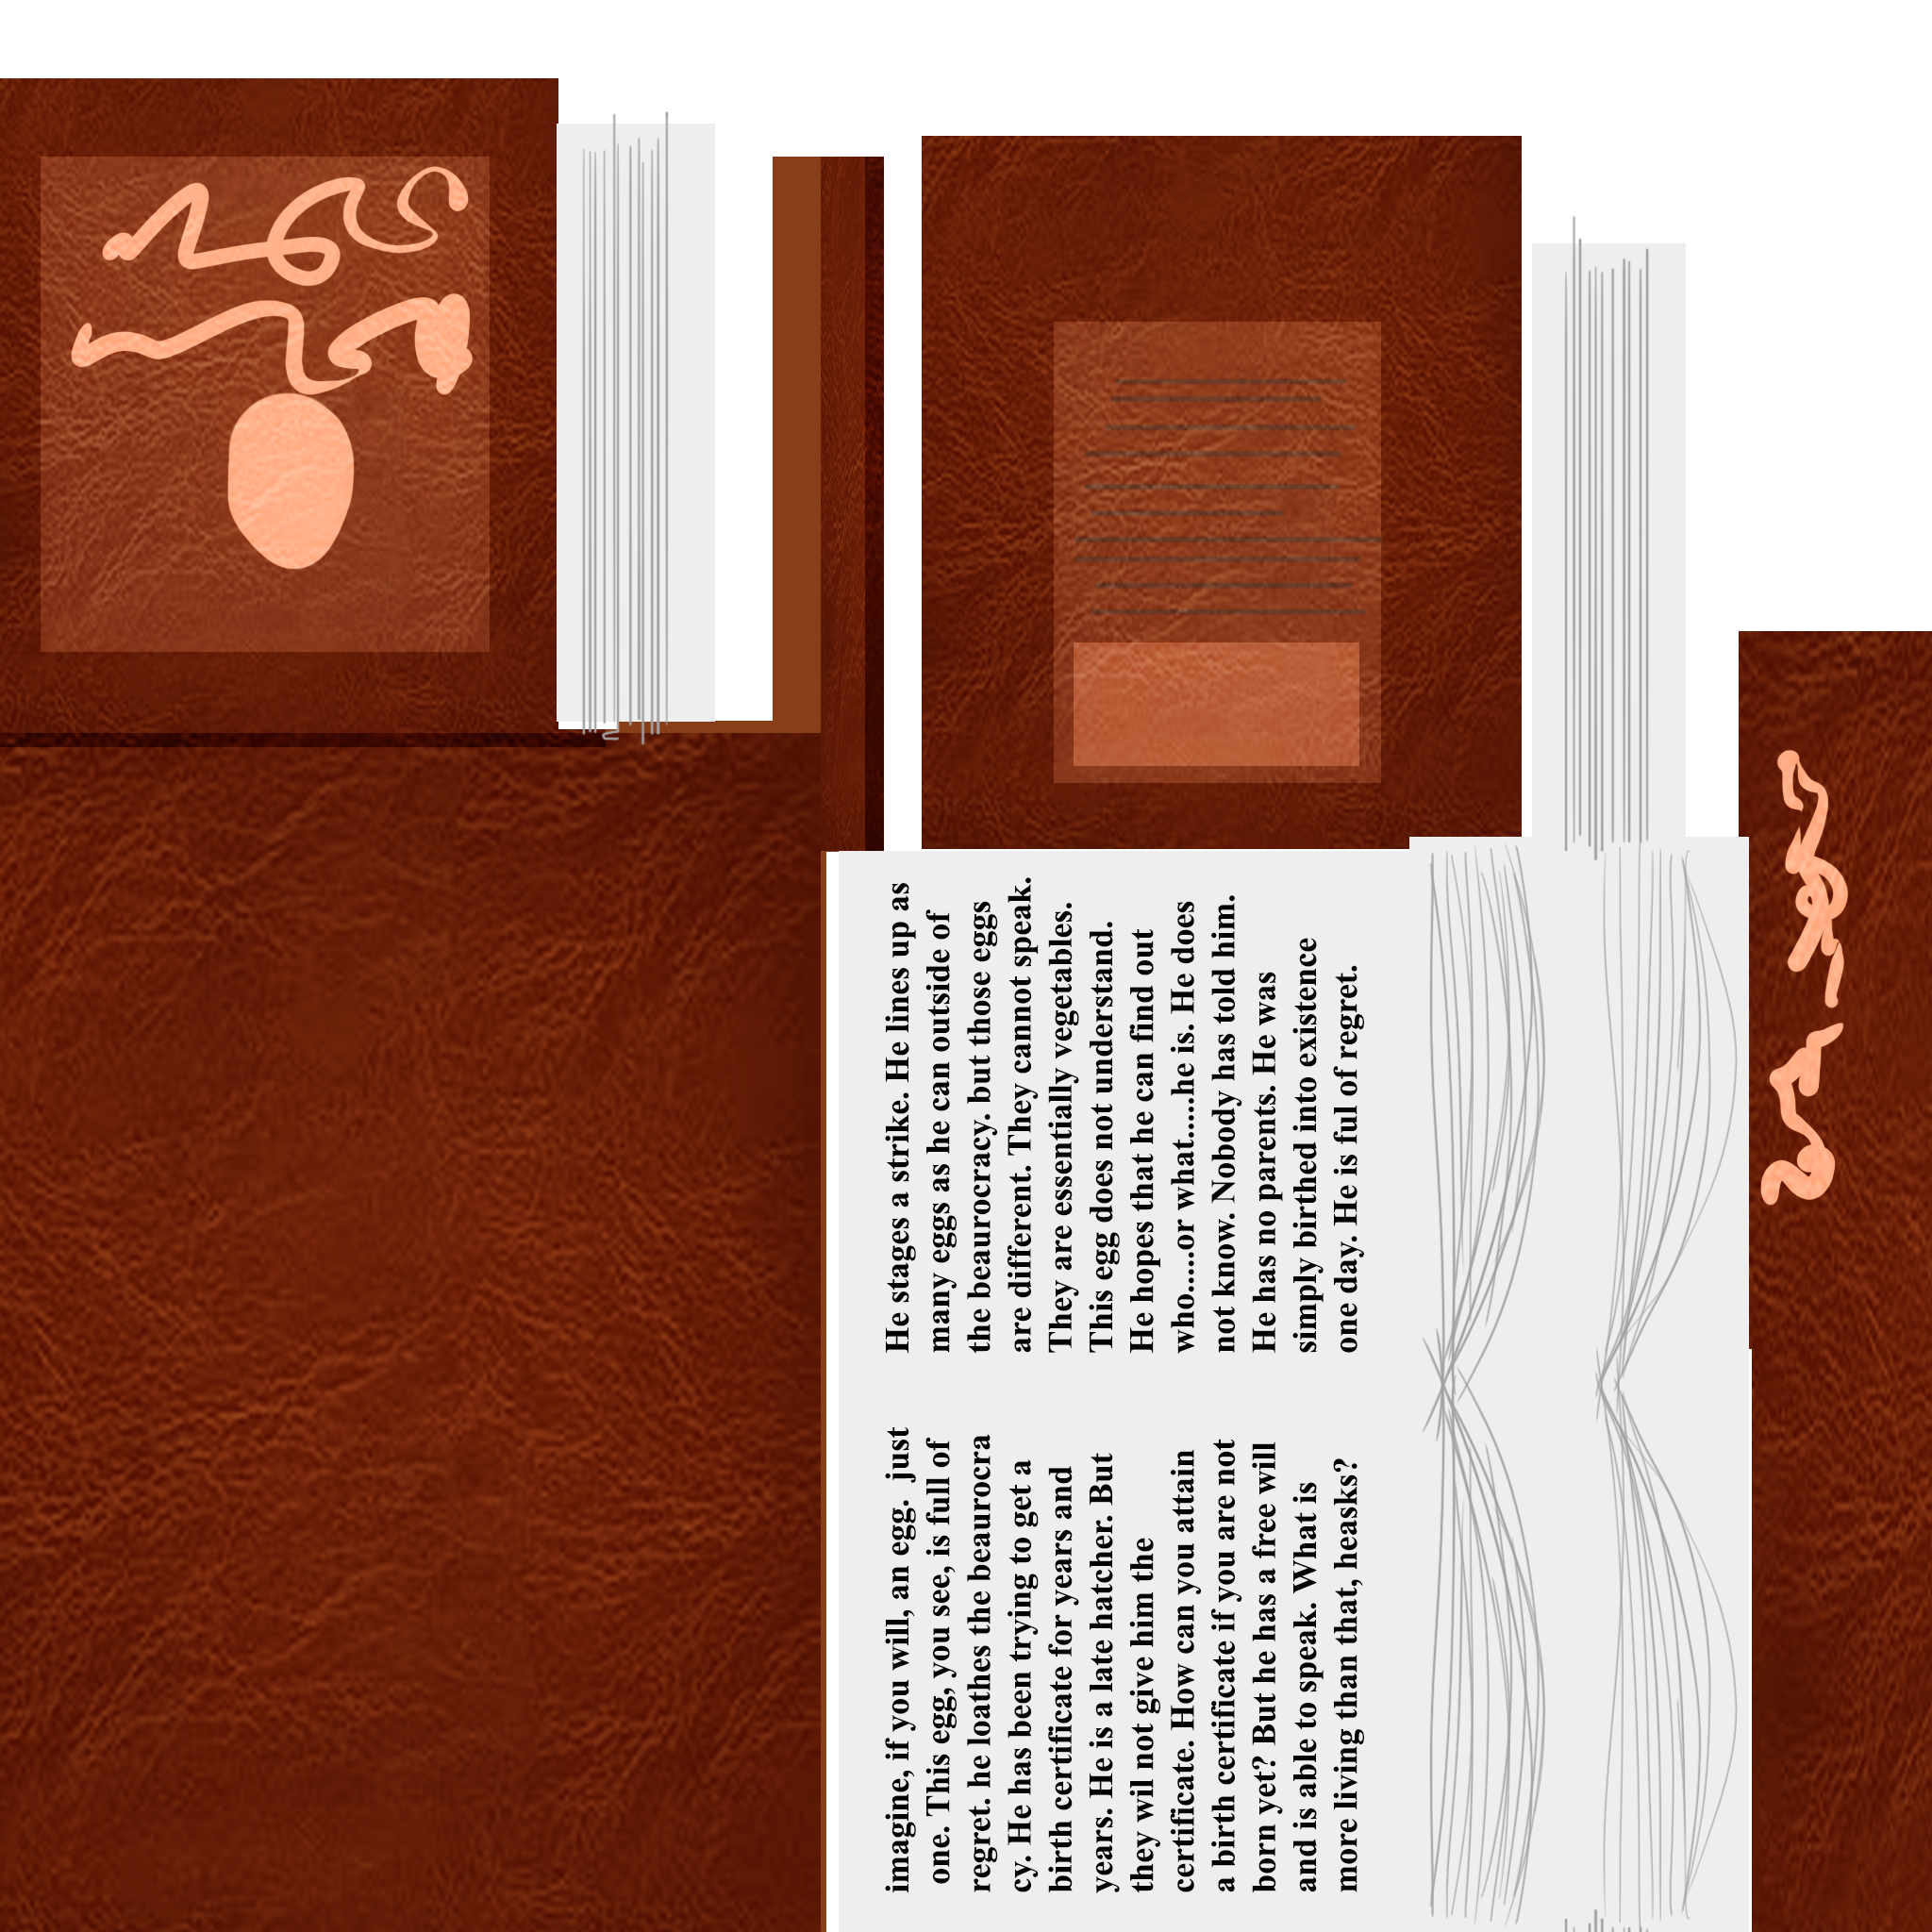 imagine, if you will, an egg. just
one. This egg, you see, is full of
regret. he loathes the beaurocra
cy. He has been trying to get a
birth certificate for years and
years. He is a late hatcher. But
they wil not give him the
certificate. How can you attain
a birth certificate if you are not
born yet? But he has a free will
and is able to speak. What is
more living than that, heasks?
He stages a strike. He lines up as
many eggs as he can outside of
the beaurocracy. but those eggs
are different. They cannot speak.
They are essentially vegetables.
This egg does not understand.
He hopes that he can find out
who.....or what.....he is. He does
not know. Nobody has told him.
He has no parents. He was
simply birthed into existence
one day. He is ful of regret.